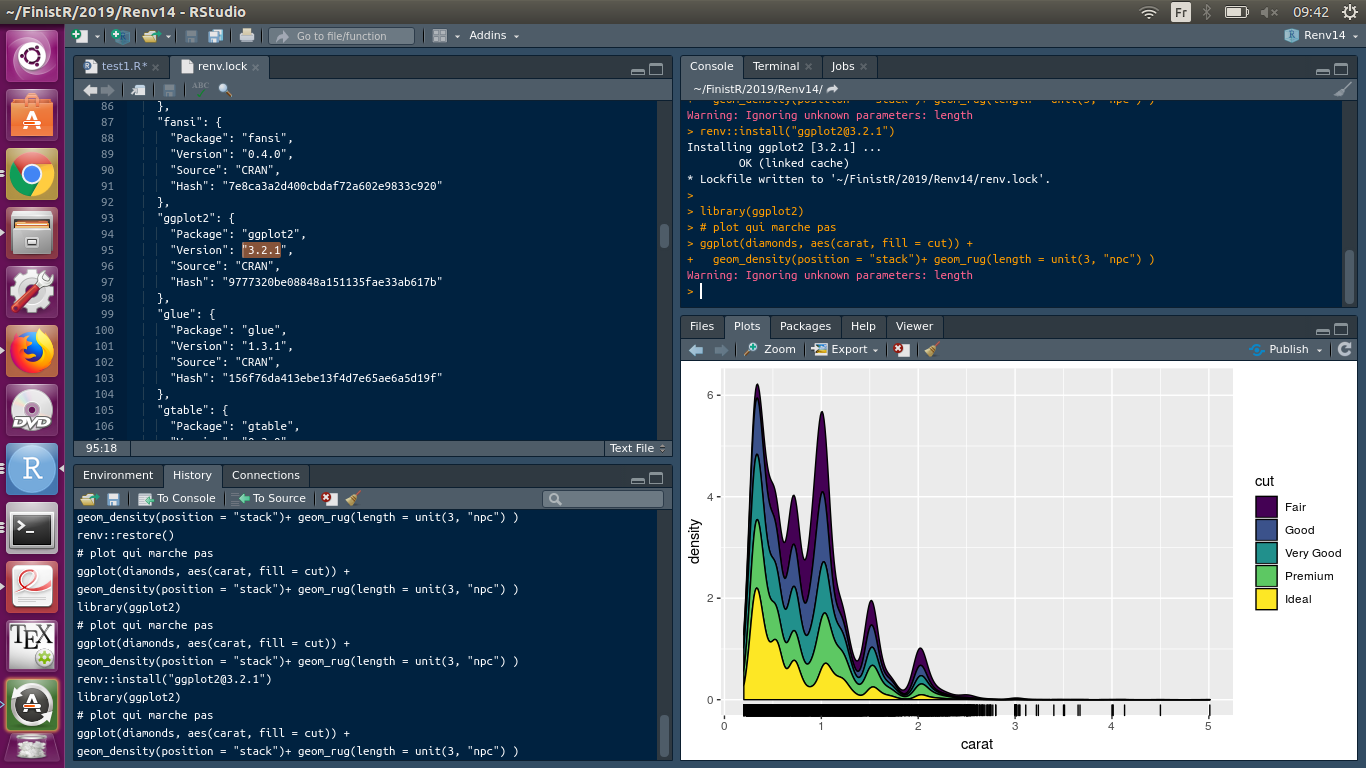 ~/FinistR/2019/Renv14 - RStudio
Fr
09:42
Go to file/function
Addins
Renv14
test1.R*
renv.lock
ABC
86 },
87 "fansi": {
88 "Package": "fansi",
89 "Version": "0.4.0",
90 "Source": "CRAN",
91 "Hash": "7e8ca3a2d400cbdaf72a602e9833c920"
92 },
93 "ggplot2": {
94 "Package": "ggplot2",
95 "Version": "3.2.1",
96 "Source": "CRAN",
97 "Hash": "9777320be08848a151135fae33ab617b"
98 },
99 "glue": {
100 "Package": "glue",
101 "Version": "1.3.1",
102 "Source": "CRAN",
103 "Hash": "156f76da413ebe13f4d7e65ae6a5d19f"
104 },
105 "gtable": {
106 "Package": "gtable",
95:18
Text File
Environment
History
Connections
To Console
To Source
geom_density(position = "stack")+ geom_rug(length = unit(3, "npc") )
renv::restore()
# plot qui marche pas
ggplot(diamonds, aes(carat, fill = cut)) +
geom_density(position = "stack")+ geom_rug(length = unit(3, "npc") )
library(ggplot2)
# plot qui marche pas
ggplot(diamonds, aes(carat, fill = cut)) +
geom_density(position = "stack")+ geom_rug(length = unit(3, "npc") )
renv::install("ggplot2@3.2.1")
library(ggplot2)
# plot qui marche pas
ggplot(diamonds, aes(carat, fill = cut)) +
geom_density(position = "stack")+ geom_rug(length = unit(3, "npc") )
Console
Terminal
Jobs
~/FinistR/2019/Renv14/
+ geom_density(position = "stack")+ geom_rug(length = unit(3, "npc") )
Warning: Ignoring unknown parameters: length
> renv::install("ggplot2@3.2.1")
Installing ggplot2 [3.2.1] ...
OK (linked cache)
* Lockfile written to '~/FinistR/2019/Renv14/renv.lock'.
>
> library(ggplot2)
> # plot qui marche pas
> ggplot(diamonds, aes(carat, fill = cut)) +
+ geom_density(position = "stack")+ geom_rug(length = unit(3, "npc") )
Warning: Ignoring unknown parameters: length
>
Files
Plots
Packages
Help
Viewer
Zoom
Export
Publish
6
4
2
0
density
0 1 2 3 4 5
carat
cut
Fair
Good
Very Good
Premium
Ideal
A
DVD
R
>_
TEX
A